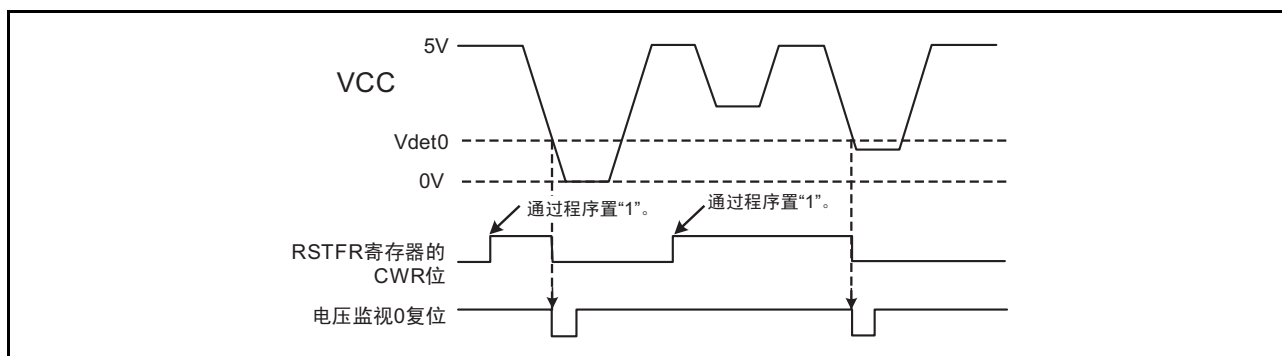 5V
VCC
Vdet0
0V
通过程序置“1”。
通过程序置“1”。
RSTFR寄存器的
CWR位
电压监视0复位